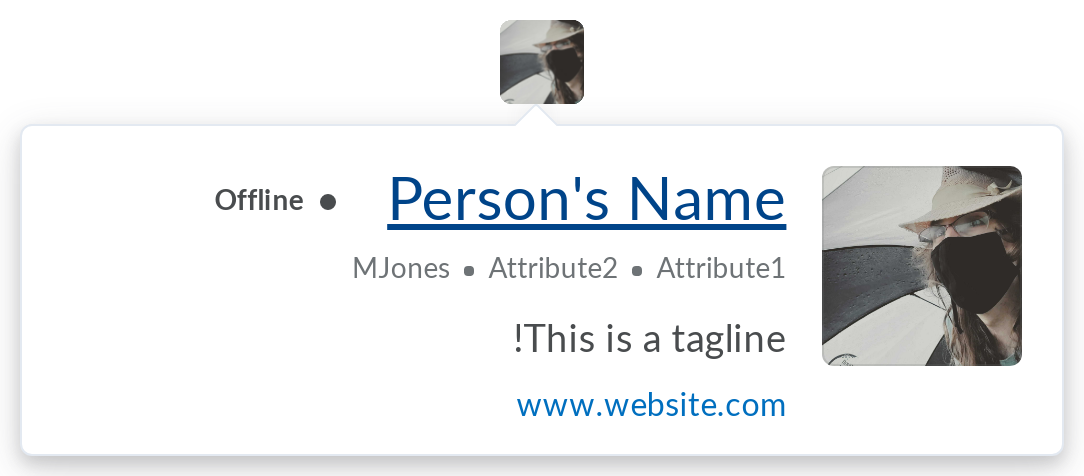 Offline ● Person's Name
MJones • Attribute2 • Attribute1
!This is a tagline
www.website.com